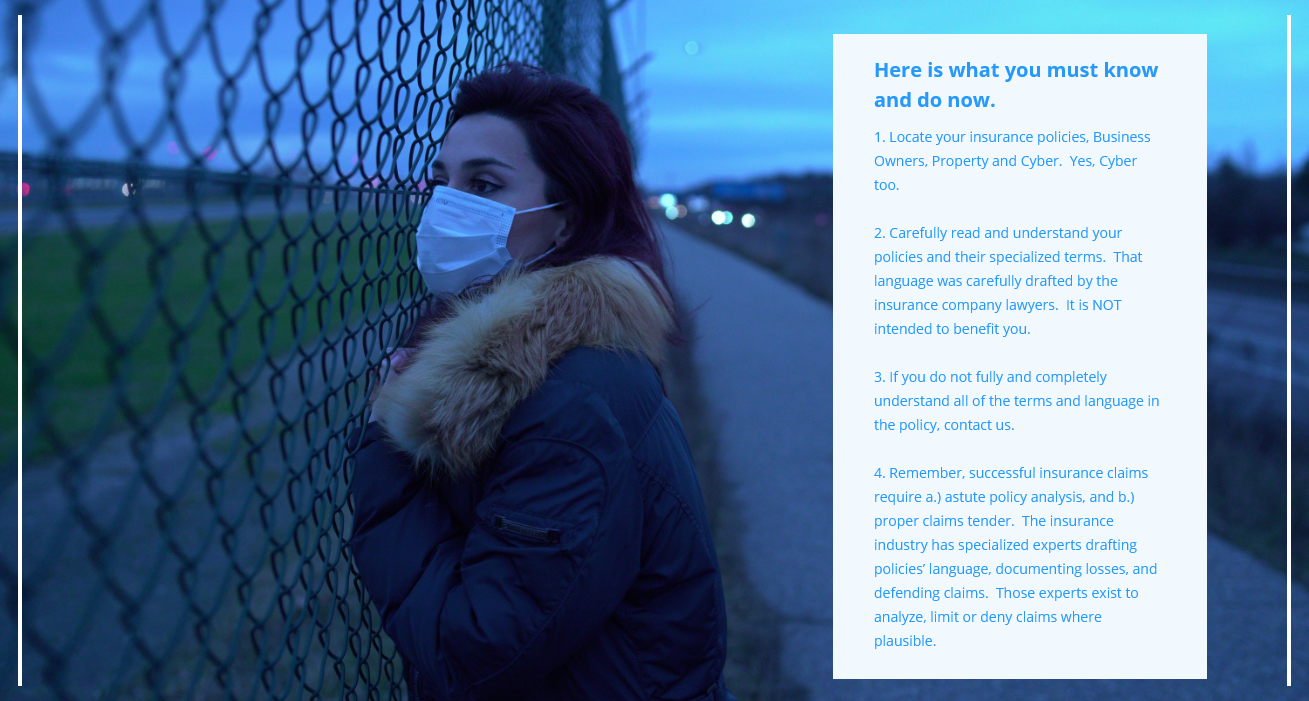 Here is what you must know
and do now.
1. Locate your insurance policies, Business
Owners, Property and Cyber.  Yes, Cyber
too.
2. Carefully read and understand your
policies and their specialized terms.  That
language was carefully drafted by the
insurance company lawyers.  It is NOT
intended to benefit you.
3. If you do not fully and completely
understand all of the terms and language in
the policy, contact us.
4. Remember, successful insurance claims
require a.) astute policy analysis, and b.)
proper claims tender.  The insurance
industry has specialized experts drafting
policies’ language, documenting losses, and
defending claims.  Those experts exist to
analyze, limit or deny claims where
plausible.